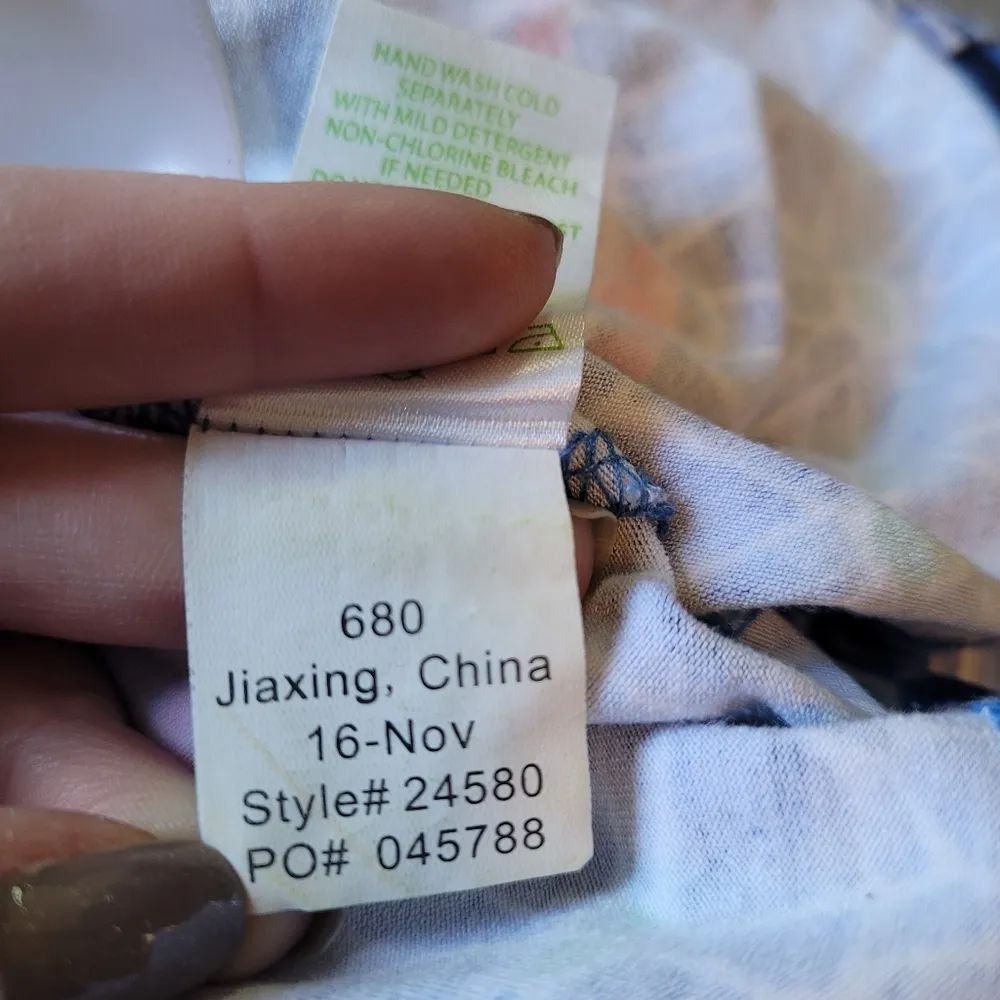 HAND WASH COLD
SEPARATELY
WITH MILD DETERGENT
NON-CHLORINE BLEACH
IF NEEDED
680
Jiaxing, China
16-Nov
Style# 24580
PO# 045788